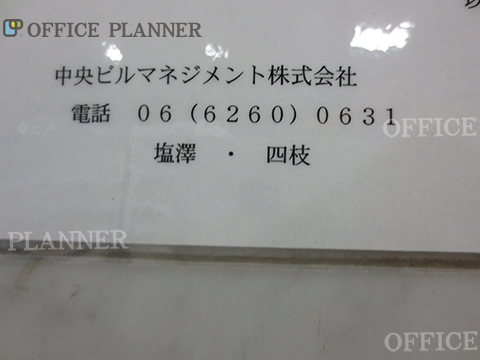 OFFICE PLANNER
中央ビルマネジメント株式会社
電話 ０６（６２６０）０６３１
塩澤 ・ 四枝
OFFICE
PLANNER
OFFICE